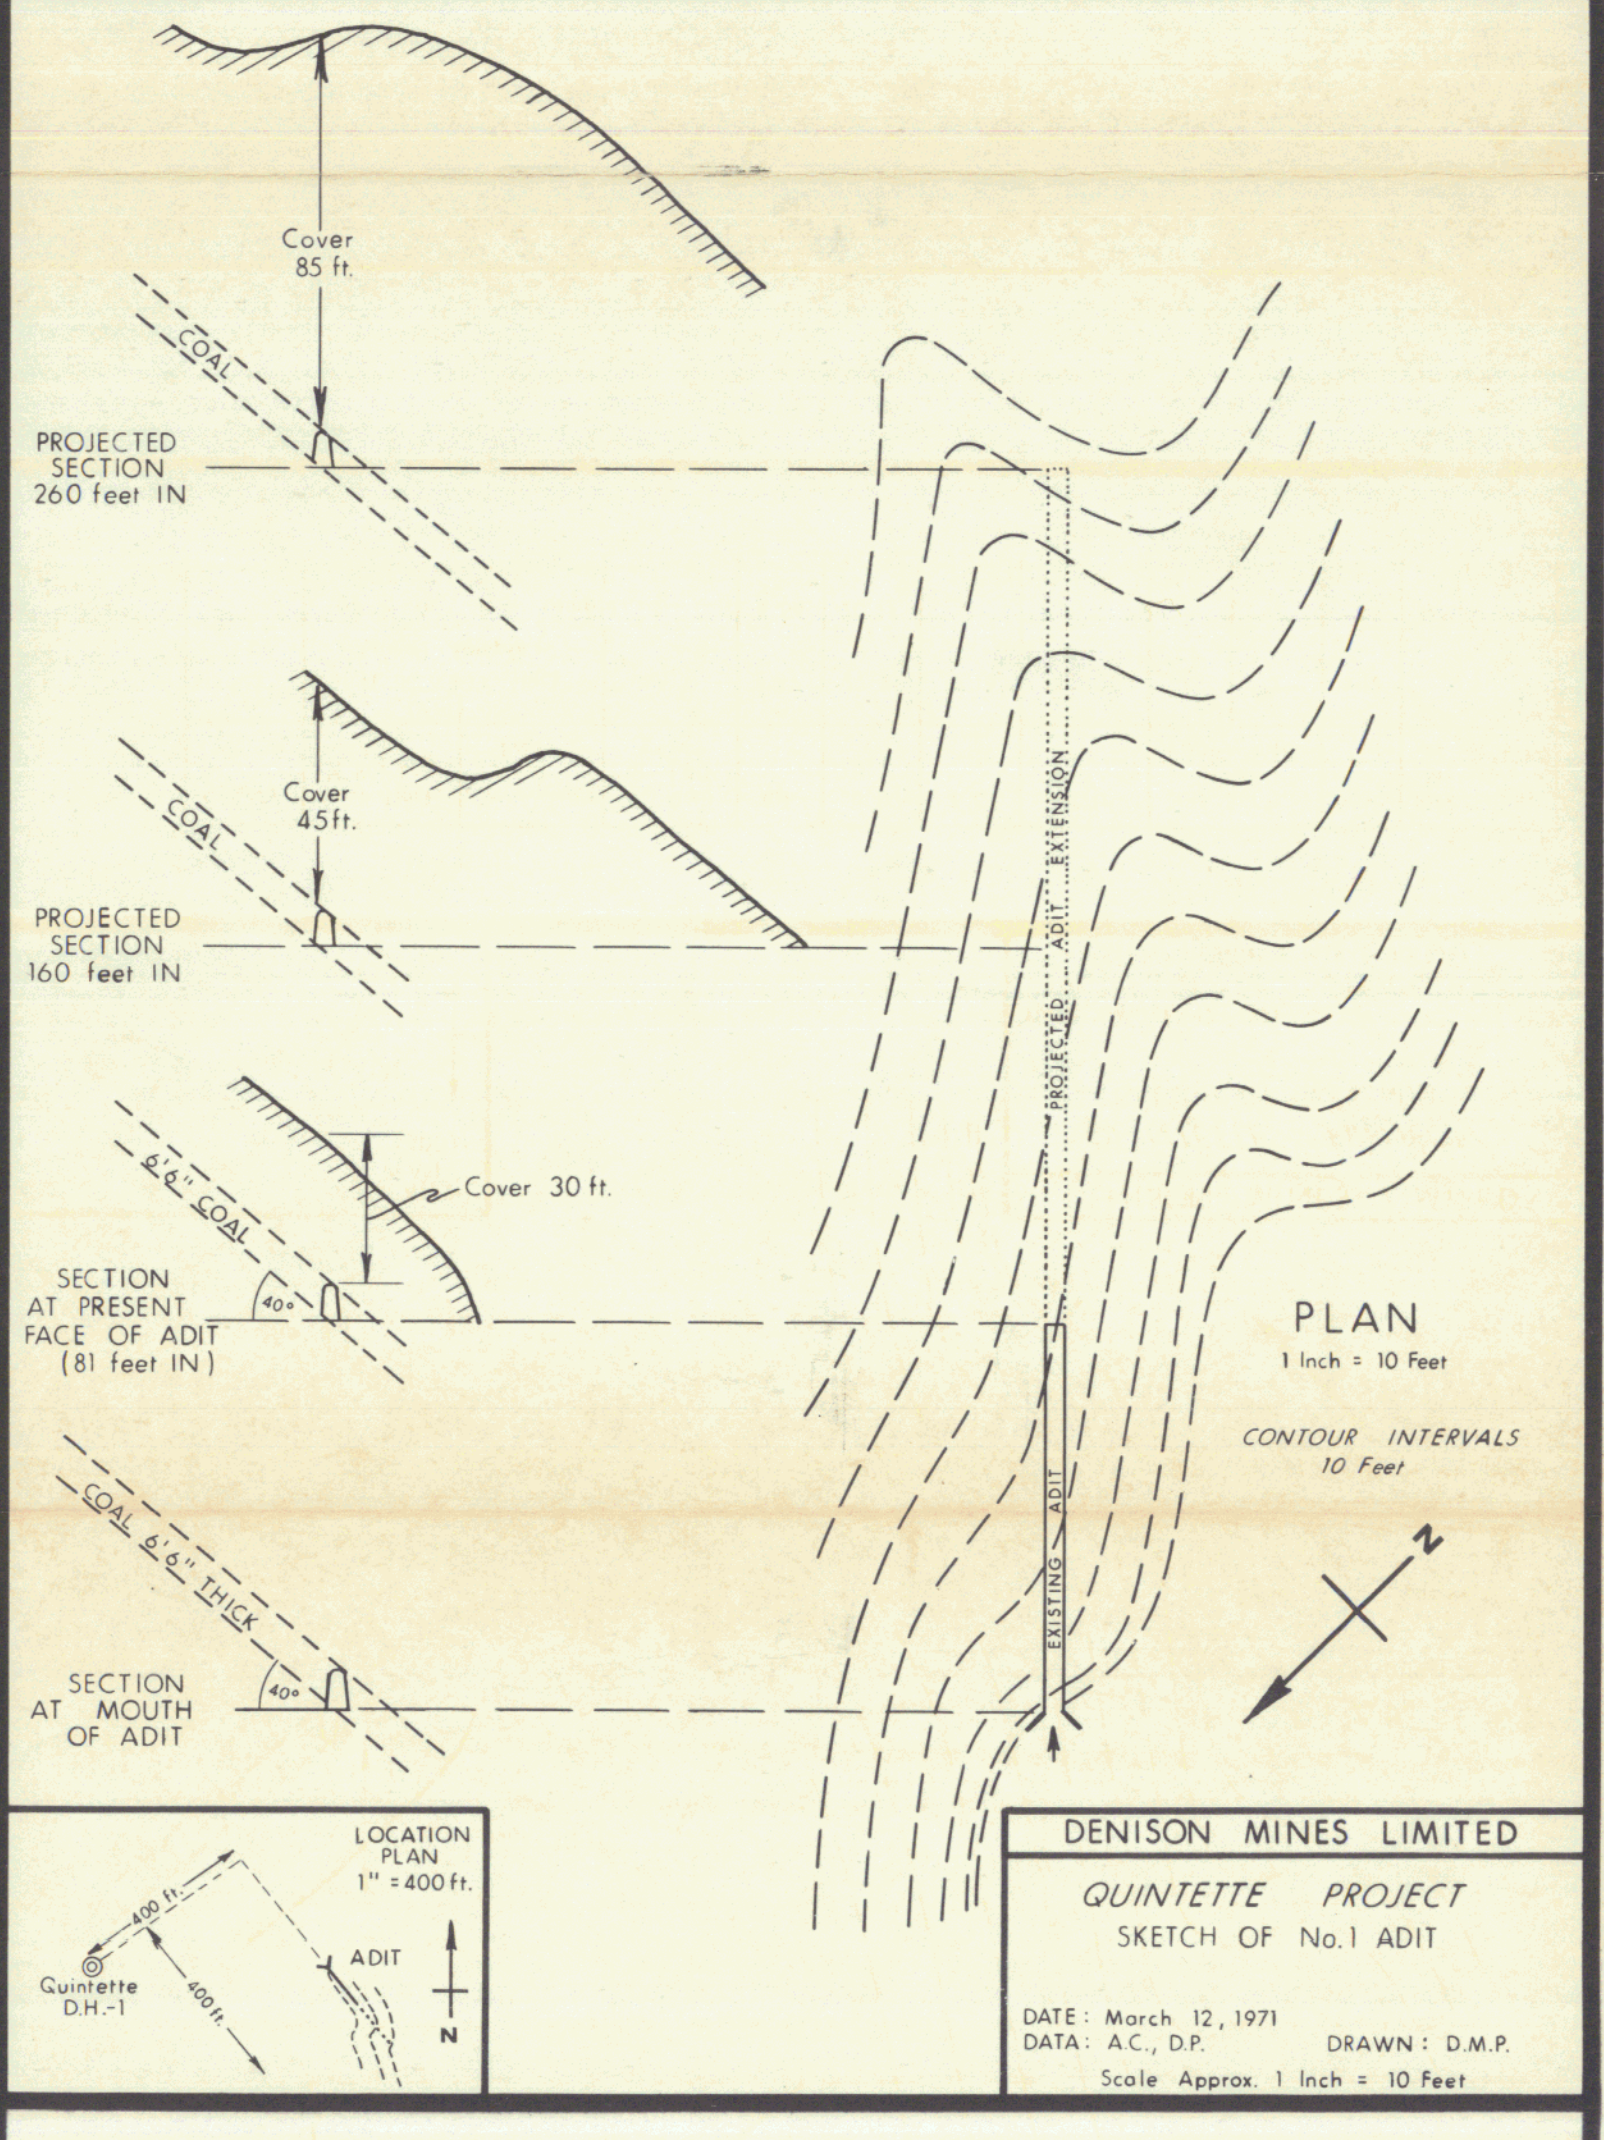 Cover
85 ft.
COAL
PROJECTED
SECTION
260 feet IN
Cover
45ft.
COAL
PROJECTED
SECTION
160 feet IN
6'6" COAL
Cover 30 ft.
40°
SECTION
AT PRESENT
FACE OF ADIT
(81 feet IN)
COAL 6'6" THICK
40°
SECTION
AT MOUTH
OF ADIT
PROJECTED ADIT EXTENSION
EXISTING ADIT
PLAN
1 Inch = 10 Feet
CONTOUR INTERVALS
10 Feet
N
LOCATION
PLAN
1" = 400 ft.
400 ft.
400 ft.
ADIT
Quintette
D.H.-1
N
DENISON MINES LIMITED
QUINTETTE PROJECT
SKETCH OF No.1 ADIT
DATE: March 12, 1971
DATA: A.C., D.P. DRAWN: D.M.P.
Scale Approx. 1 Inch = 10 Feet